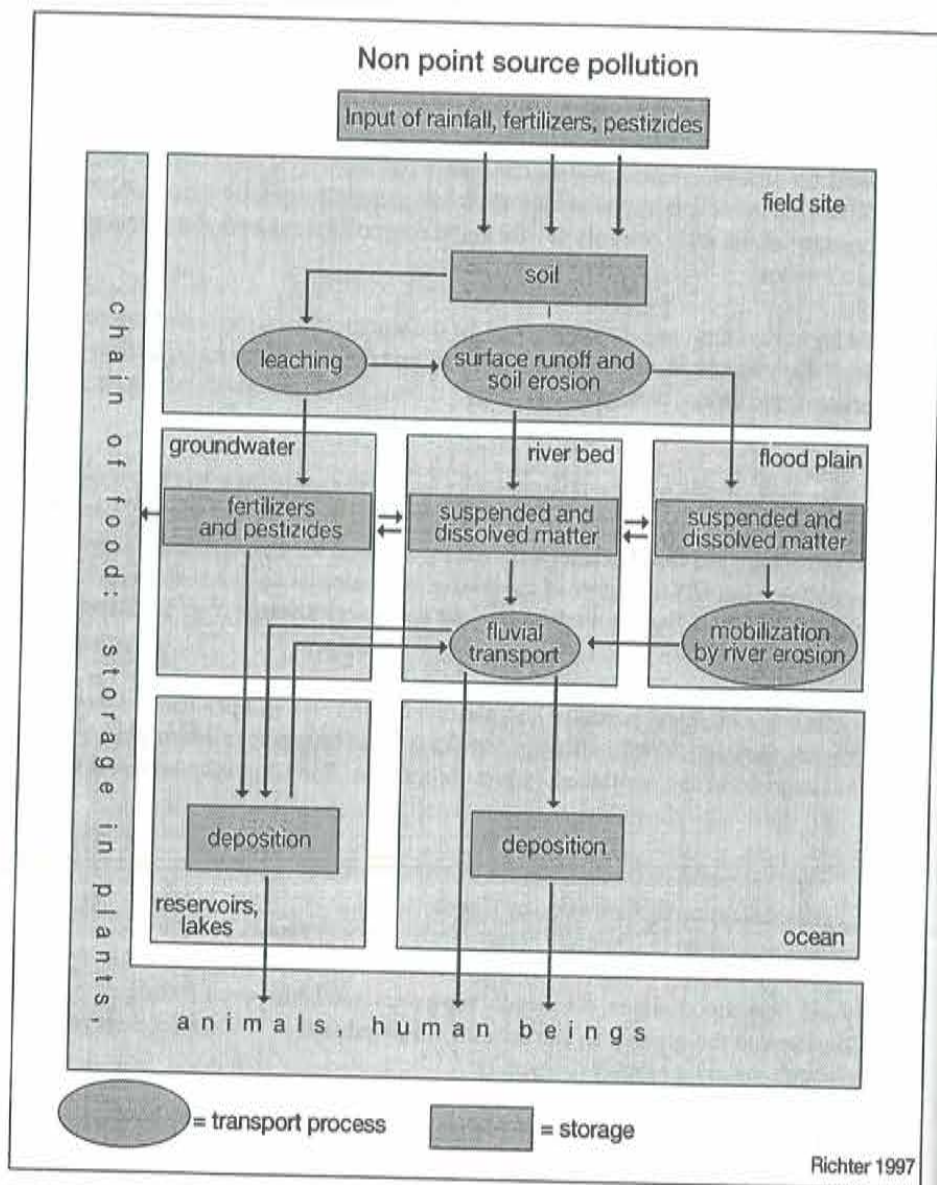 Non point source pollution
Input of rainfall, fertilizers, pestizides
field site
soil
leaching
surface runoff and
soil erosion
groundwater
river bed
flood plain
fertilizers
and pestizides
suspended and
dissolved matter
suspended and
dissolved matter
fluvial
transport
mobilization
by river erosion
deposition
deposition
reservoirs,
lakes
ocean
chain of food: storage in plants,
animals, human beings
= transport process
= storage
Richter 1997